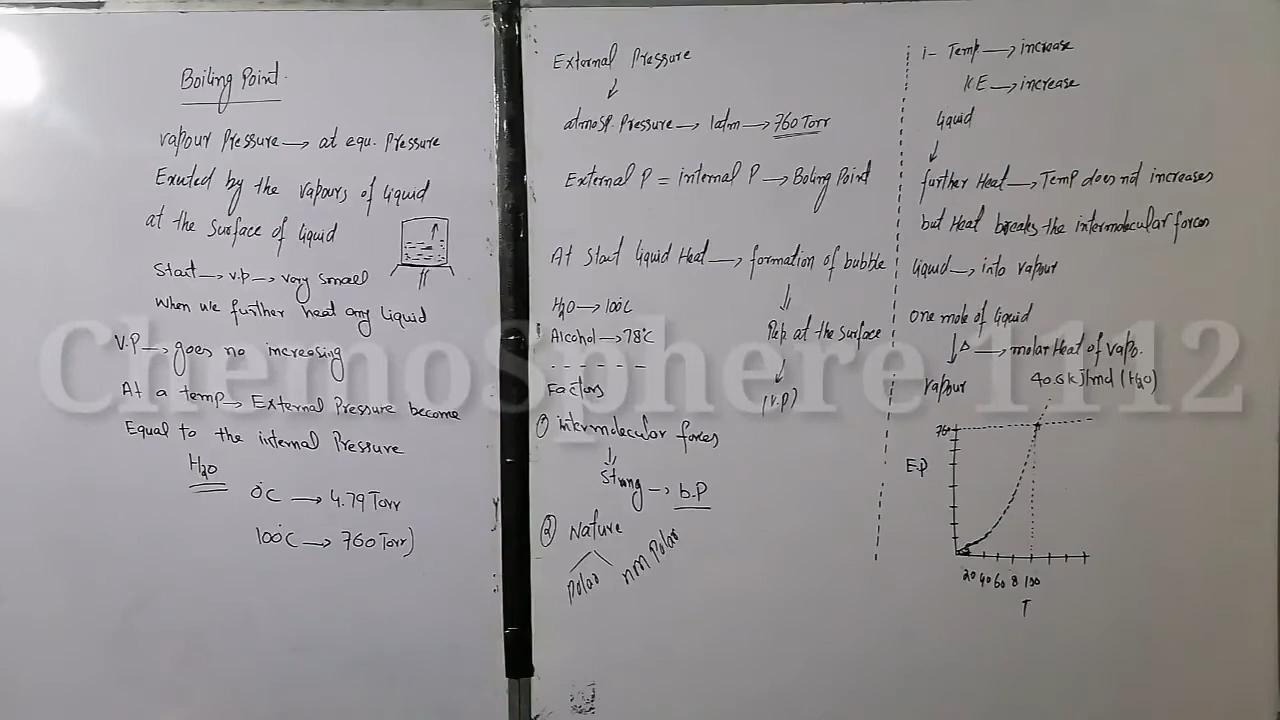 Boiling Point.
Vapour Pressure → at equ. Pressure
Exuted by the vapours of liquid
at the surface of liquid
Start → V.P → very small
When we further heat any liquid
V.P → goes no increasing
At a temp → External Pressure become
Equal to the internal Pressure
H₂O
0°C → 4.79 Torr
100°C → 760 Torr)
External Pressure
↓
atmosp. Pressure → 1atm → 760 Torr
External P = internal P → Boling Point
At Start liquid Heat → formation of bubble
H₂O → 100°C
Alcohol → 78°C
Rep at the surface
↓
(V.P)
Factors
① intermolecular forces
⇓
Strong → b.P
② Nature
Polar non Polar
i- Temp → increase
K E → increase
liquid
↓
further Heat → Temp does not increases
but Heat breaks the intermolecular forces
liquid → into vapour
One mole of liquid
↓ Δ → molar Heat of Vapo.
vapour 40.6 kJ/mol (H₂O)
760
E.P
20 40 60 8 100
T
ChemoSphere 1112